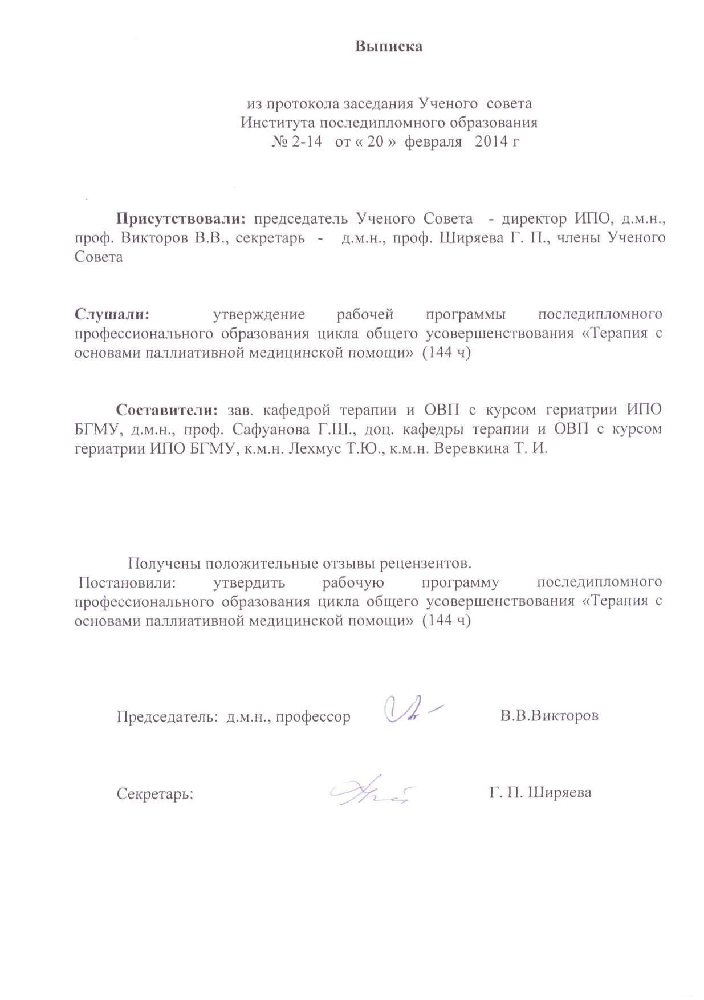 Выписка
из протокола заседания Ученого совета
Института последипломного образования
№ 2-14 от « 20 » февраля 2014 г
Присутствовали: председатель Ученого Совета - директор ИПО, д.м.н.,
проф. Викторов В.В., секретарь - д.м.н., проф. Ширяева Г. П., члены Ученого
Совета
Слушали: утверждение рабочей программы последипломного
профессионального образования цикла общего усовершенствования «Терапия с
основами паллиативной медицинской помощи» (144 ч)
Составители: зав. кафедрой терапии и ОВП с курсом гериатрии ИПО
БГМУ, д.м.н., проф. Сафуанова Г.Ш., доц. кафедры терапии и ОВП с курсом
гериатрии ИПО БГМУ, к.м.н. Лехмус Т.Ю., к.м.н. Веревкина Т. И.
Получены положительные отзывы рецензентов.
Постановили: утвердить рабочую программу последипломного
профессионального образования цикла общего усовершенствования «Терапия с
основами паллиативной медицинской помощи» (144 ч)
Председатель: д.м.н., профессор В.В.Викторов
Секретарь: Г. П. Ширяева